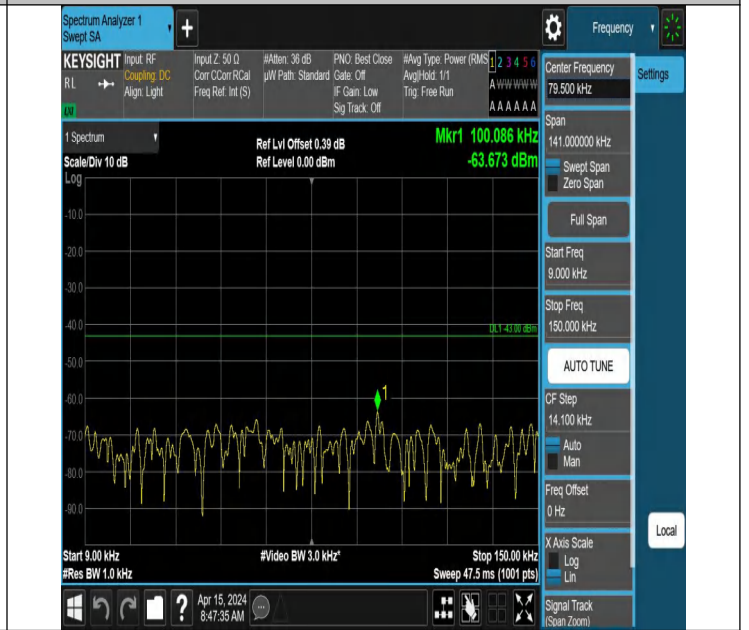 Spectrum Analyzer 1
Swept SA
+
Frequency
KEYSIGHT
RL
Input: RF
Coupling: DC
Align: Light
Input Z: 50 Ω
Corr CCorr RCal
Freq Ref: Int (S)
#Atten: 36 dB
µW Path: Standard
PNO: Best Close
Gate: Off
IF Gain: Low
Sig Track: Off
#Avg Type: Power (RMS
Avg|Hold: 1/1
Trig: Free Run
1 2 3 4 5 6
A W W W W W
A A A A A A
1 Spectrum
Scale/Div 10 dB
Log
Ref Lvl Offset 0.39 dB
Ref Level 0.00 dBm
Mkr1 100.086 kHz
-63.673 dBm
-10.0
-20.0
-30.0
-40.0
-50.0
-60.0
-70.0
-80.0
-90.0
DL1 -43.00 dBm
1
Start 9.00 kHz
#Res BW 1.0 kHz
#Video BW 3.0 kHz*
Stop 150.00 kHz
Sweep 47.5 ms (1001 pts)
Center Frequency
79.500 kHz
Settings
Span
141.000000 kHz
Swept Span
Zero Span
Full Span
Start Freq
9.000 kHz
Stop Freq
150.000 kHz
AUTO TUNE
CF Step
14.100 kHz
Auto
Man
Freq Offset
0 Hz
X Axis Scale
Log
Lin
Local
Signal Track
(Span Zoom)
?
Apr 15, 2024
8:47:35 AM